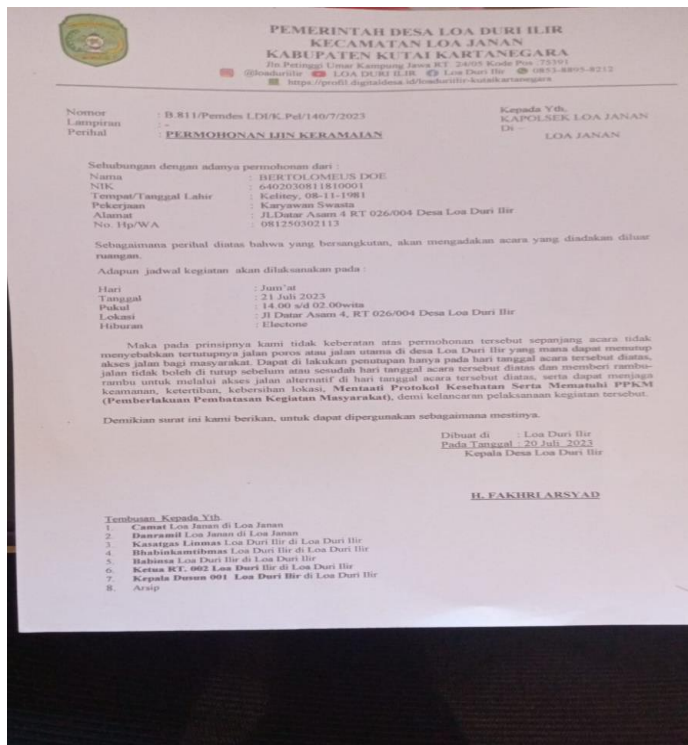 PEMERINTAH DESA LOA DURI ILIR
KECAMATAN LOA JANAN
KABUPATEN KUTAI KARTANEGARA
Jln Petinggi Umar Kampung Jawa RT. 24/05 Kode Pos :75391
@loaduriilir LOA DURI ILIR Loa Duri Ilir 0853-8895-8212
https://profil.digitaldesa.id/loaduriilir-kutaikartanegara
Nomor : B.811/Pemdes LDI/K.Pel/140/7/2023
Lampiran : -
Perihal : PERMOHONAN IJIN KERAMAIAN
Kepada Yth,
KAPOLSEK LOA JANAN
Di –
LOA JANAN
Sehubungan dengan adanya permohonan dari :
Nama : BERTOLOMEUS DOE
NIK : 6402030811810001
Tempat/Tanggal Lahir : Kelitey, 08-11-1981
Pekerjaan : Karyawan Swasta
Alamat : Jl.Datar Asam 4 RT 026/004 Desa Loa Duri Ilir
No. Hp/WA : 081250302113
Sebagaimana perihal diatas bahwa yang bersangkutan, akan mengadakan acara yang diadakan diluar
ruangan.
Adapun jadwal kegiatan akan dilaksanakan pada :
Hari : Jum'at
Tanggal : 21 Juli 2023
Pukul : 14.00 s/d 02.00wita
Lokasi : Jl Datar Asam 4, RT 026/004 Desa Loa Duri Ilir
Hiburan : Electone
Maka pada prinsipnya kami tidak keberatan atas permohonan tersebut sepanjang acara tidak
menyebabkan tertutupnya jalan poros atau jalan utama di desa Loa Duri Ilir yang mana dapat menutup
akses jalan bagi masyarakat. Dapat di lakukan penutupan hanya pada hari tanggal acara tersebut diatas,
jalan tidak boleh di tutup sebelum atau sesudah hari tanggal acara tersebut diatas dan memberi rambu-
rambu untuk melalui akses jalan alternatif di hari tanggal acara tersebut diatas, serta dapat menjaga
keamanan, ketertiban, kebersihan lokasi, Mentaati Protokol Kesehatan Serta Mematuhi PPKM
(Pemberlakuan Pembatasan Kegiatan Masyarakat), demi kelancaran pelaksanaan kegiatan tersebut.
Demikian surat ini kami berikan, untuk dapat dipergunakan sebagaimana mestinya.
Dibuat di : Loa Duri Ilir
Pada Tanggal : 20 Juli 2023
Kepala Desa Loa Duri Ilir
H. FAKHRI ARSYAD
Tembusan Kepada Yth.
1. Camat Loa Janan di Loa Janan
2. Danramil Loa Janan di Loa Janan
3. Kasatgas Linmas Loa Duri Ilir di Loa Duri Ilir
4. Bhabinkamtibmas Loa Duri Ilir di Loa Duri Ilir
5. Babinsa Loa Duri Ilir di Loa Duri Ilir
6. Ketua RT. 002 Loa Duri Ilir di Loa Duri Ilir
7. Kepala Dusun 001 Loa Duri Ilir di Loa Duri Ilir
8. Arsip